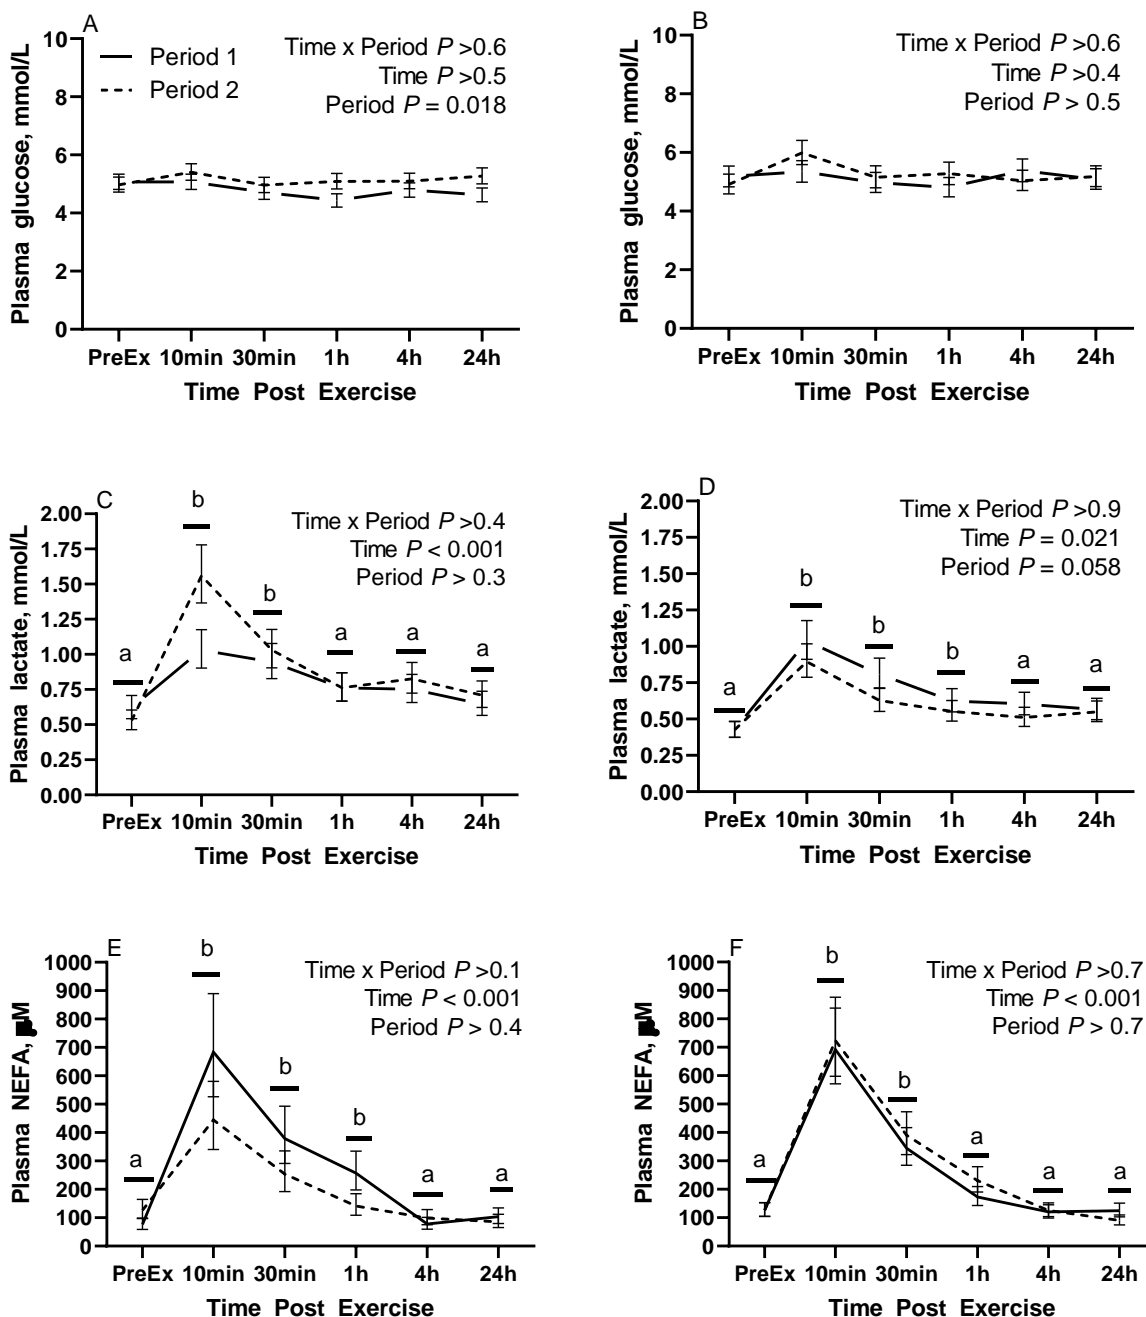 A
Plasma glucose, mmol/L
10
8
6
4
2
0
Period 1
Period 2
Time x Period P >0.6
Time P >0.5
Period P = 0.018
PreEx 10min 30min 1h 4h 24h
Time Post Exercise
B
Plasma glucose, mmol/L
10
8
6
4
2
0
Time x Period P >0.6
Time P >0.4
Period P > 0.5
PreEx 10min 30min 1h 4h 24h
Time Post Exercise
C
Plasma lactate, mmol/L
2.00
1.75
1.50
1.25
1.00
0.75
0.50
0.25
0.00
Time x Period P >0.4
Time P < 0.001
Period P > 0.3
a b b a a a
PreEx 10min 30min 1h 4h 24h
Time Post Exercise
D
Plasma lactate, mmol/L
2.00
1.75
1.50
1.25
1.00
0.75
0.50
0.25
0.00
Time x Period P >0.9
Time P = 0.021
Period P = 0.058
a b b b a a
PreEx 10min 30min 1h 4h 24h
Time Post Exercise
E
Plasma NEFA, M
1000
900
800
700
600
500
400
300
200
100
0
Time x Period P >0.1
Time P < 0.001
Period P > 0.4
a b b b a a
PreEx 10min 30min 1h 4h 24h
Time Post Exercise
F
Plasma NEFA, M
1000
900
800
700
600
500
400
300
200
100
0
Time x Period P >0.7
Time P < 0.001
Period P > 0.7
a b b a a a
PreEx 10min 30min 1h 4h 24h
Time Post Exercise